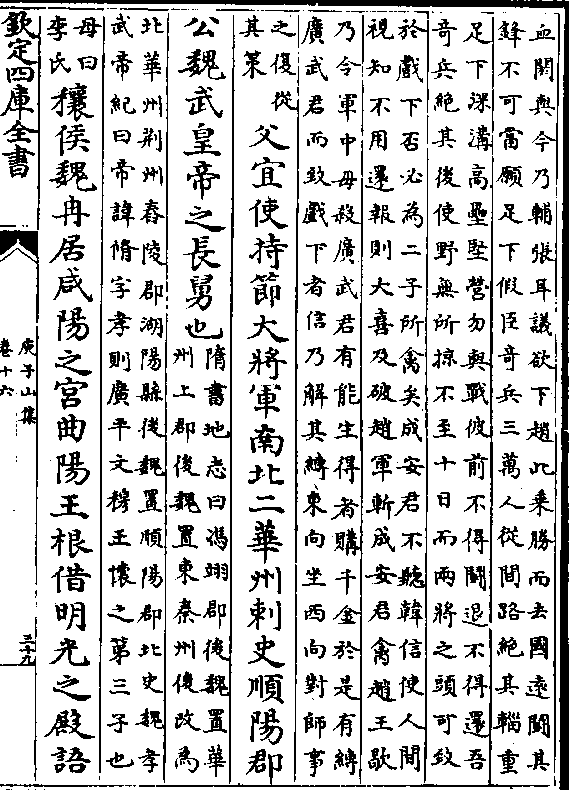 血閼與今乃輔張耳議欲下趙此乘勝而去國遠鬭其
鋒不可當願足下假臣奇兵三萬人從間路絕其輜重
足下深溝高壘堅營勿與戰彼前不得鬭退不得還吾
奇兵絕其後使野無所掠不至十日而兩將之頭可致
於戲下否必為二子所禽矣成安君不聽韓信使人間
視知不用還報則大喜及破趙軍斬成安君禽趙王歇
乃令軍中毋殺廣武君有能生得者購千金於是有縛
廣武君而致戲下者信乃解其縛東向坐西向對師事
之復從
其策
父宜使持節大將軍南北二華州刺史順陽郡
公魏武皇帝之長舅也
隋書地志曰馮翊郡後魏置華
州上郡後魏置東秦州後改為
北華州荆州舂陵郡湖陽縣後魏置順陽郡北史魏孝
武帝紀曰帝諱脩字孝則廣平文穆王懷之第三子也
母曰
李氏
穰侯魏冉居咸陽之宮曲陽王根借明光之殿語
欽定四庫全書
庾子山集
卷十六
三十九